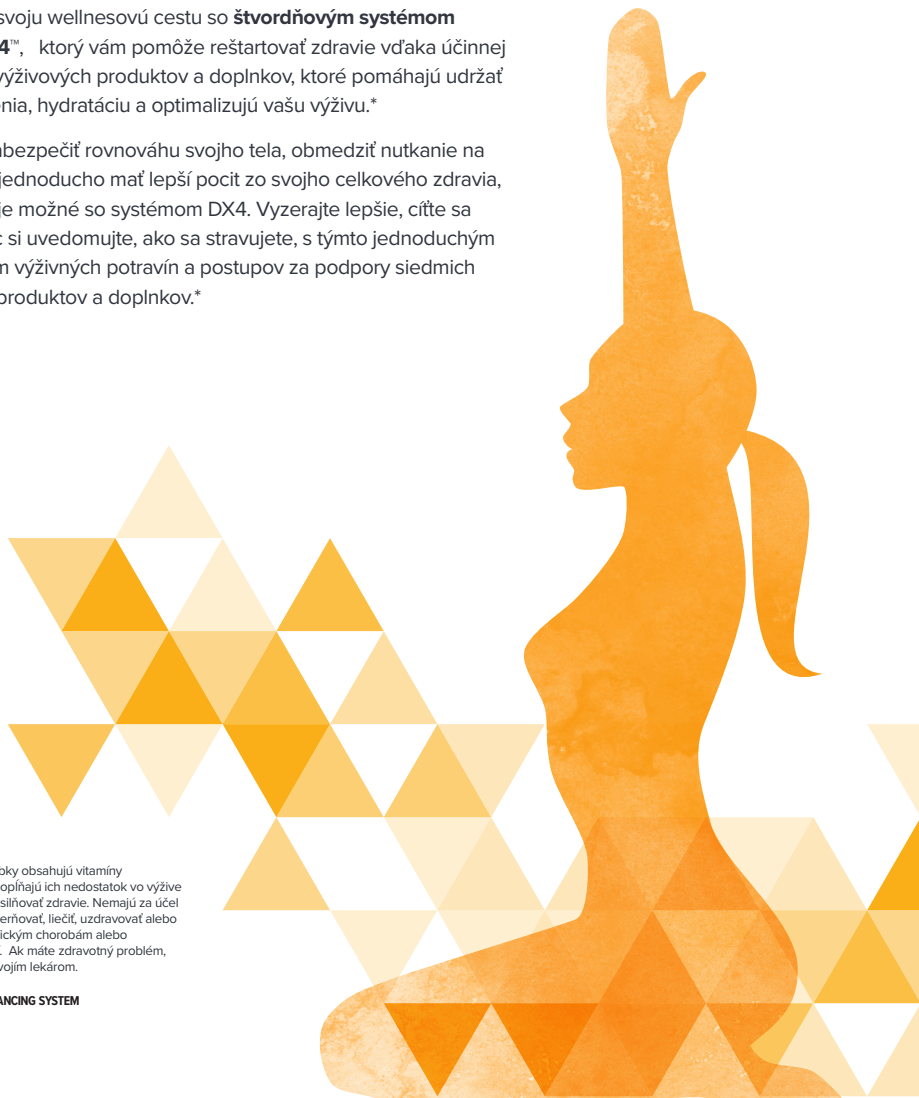 svoju wellnesovú cestu so štvordňovým systémom
4™, ktorý vám pomôže reštartovať zdravie vďaka účinnej
výživových produktov a doplnkov, ktoré pomáhajú udržať
nia, hydratáciu a optimalizujú vašu výživu.*
abezpečiť rovnováhu svojho tela, obmedziť nutkanie na
jednoducho mať lepší pocit zo svojho celkového zdravia,
je možné so systémom DX4. Vyzerajte lepšie, cíťte sa
c si uvedomujte, ako sa stravujete, s týmto jednoduchým
m výživných potravín a postupov za podpory siedmich
produktov a doplnkov.*
bky obsahujú vitamíny
opĺňajú ich nedostatok vo výžive
silňovať zdravie. Nemajú za účel
erňovať, liečiť, uzdravovať alebo
ickým chorobám alebo
Ak máte zdravotný problém,
vojím lekárom.
ANCING SYSTEM